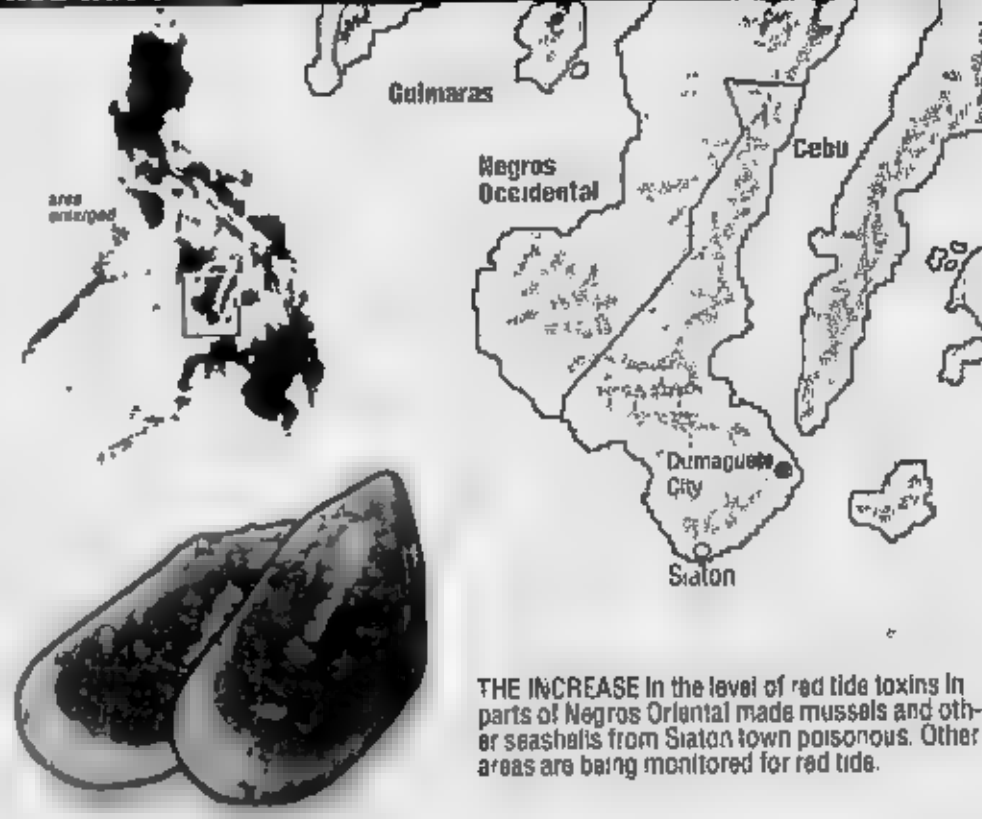 Guimaras
Negros
Occidental
Cebu
area
enlarged
Dumaguete
City
Siaton
THE INCREASE in the level of red tide toxins in
parts of Negros Oriental made mussels and oth-
er seashells from Siaton town poisonous. Other
areas are being monitored for red tide.